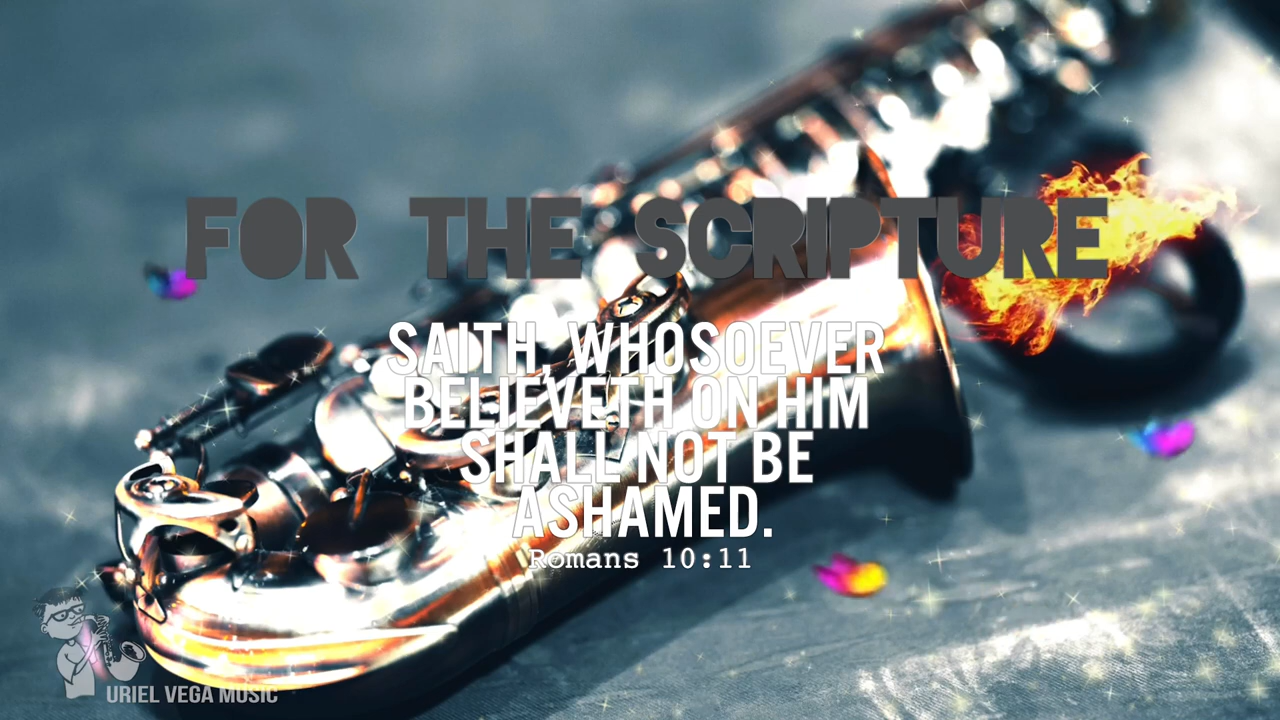 FOR THE SCRIPTURE
SAITH, WHOSOEVER
BELIEVETH ON HIM
SHALL NOT BE
ASHAMED.
Romans 10:11
URIEL VEGA MUSIC